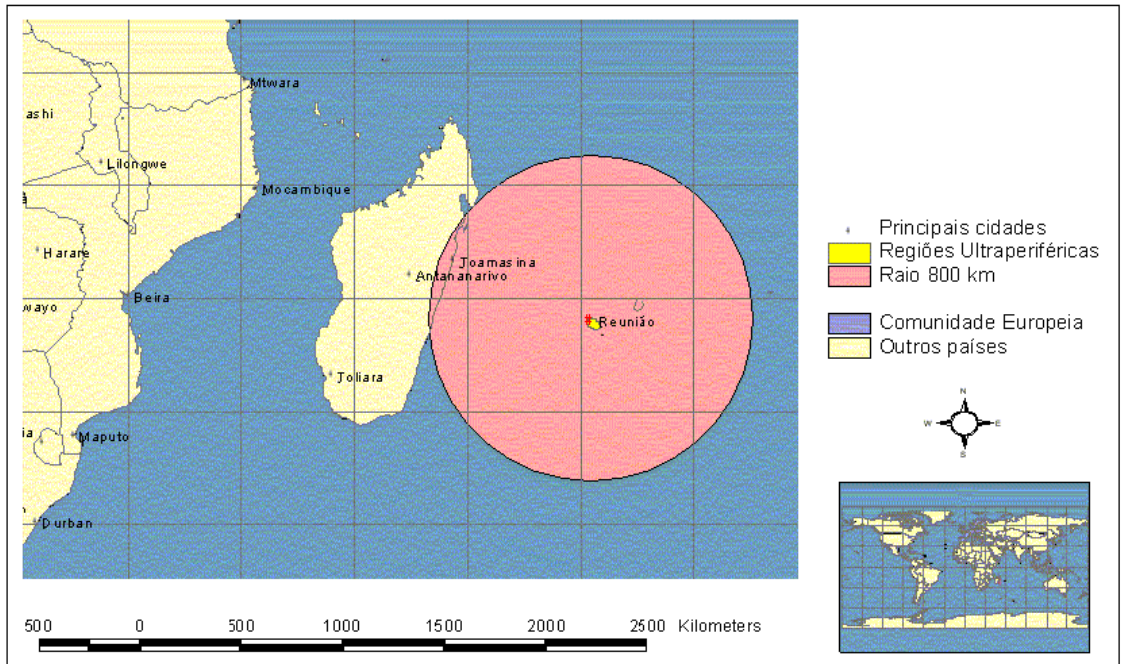 Mtwara
ashi
Lilongwe
Mocambique
Harare
Joamasina
Antananarivo
Beira
wayo
Reunião
Joliara
Maputo
Durban
Principais cidades
Regiões Ultraperiféricas
Raio 800 km
Comunidade Europeia
Outros países
N
W E
S
500 0 500 1000 1500 2000 2500 Kilometers